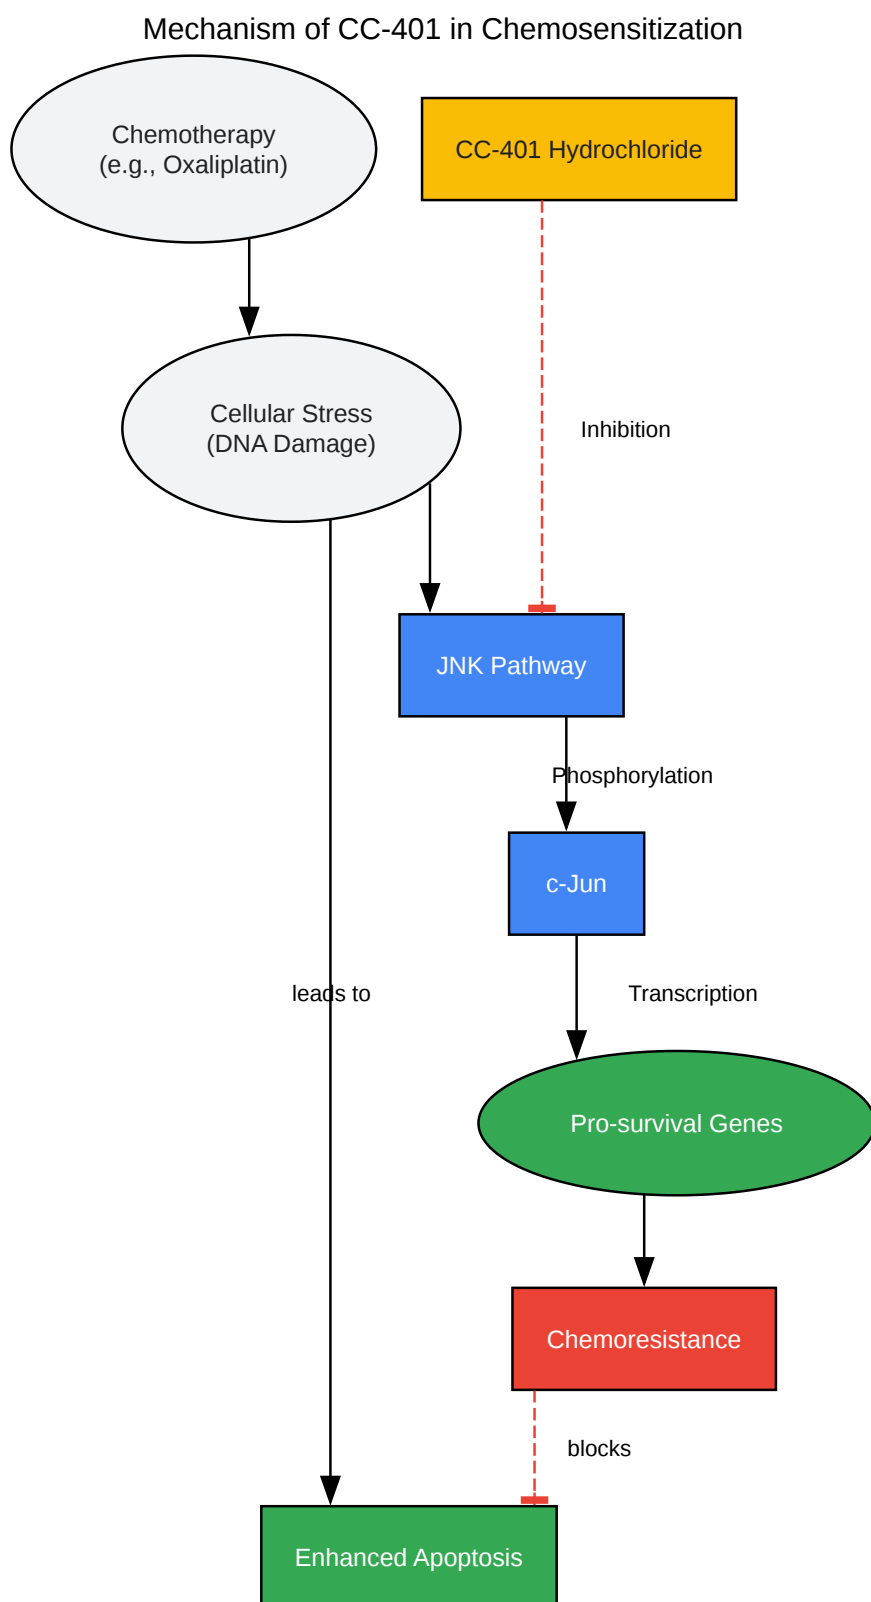 Mechanism of CC-401 in Chemosensitization
Chemotherapy
(e.g., Oxaliplatin)
CC-401 Hydrochloride
Cellular Stress
(DNA Damage)
Inhibition
JNK Pathway
Phosphorylation
c-Jun
leads to
Transcription
Pro-survival Genes
Chemoresistance
blocks
Enhanced Apoptosis